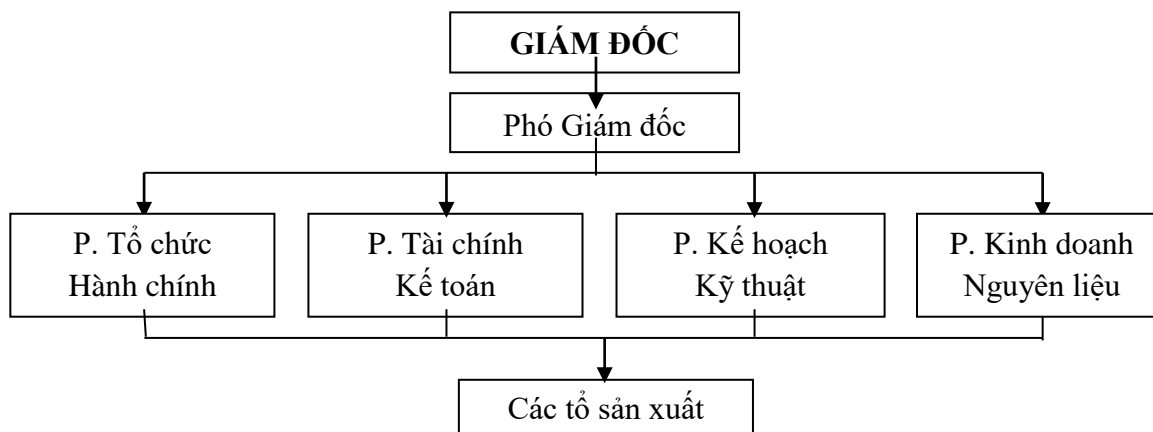 GIÁM ĐỐC
Phó Giám đốc
P. Tổ chức
Hành chính
P. Tài chính
Kế toán
P. Kế hoạch
Kỹ thuật
P. Kinh doanh
Nguyên liệu
Các tổ sản xuất